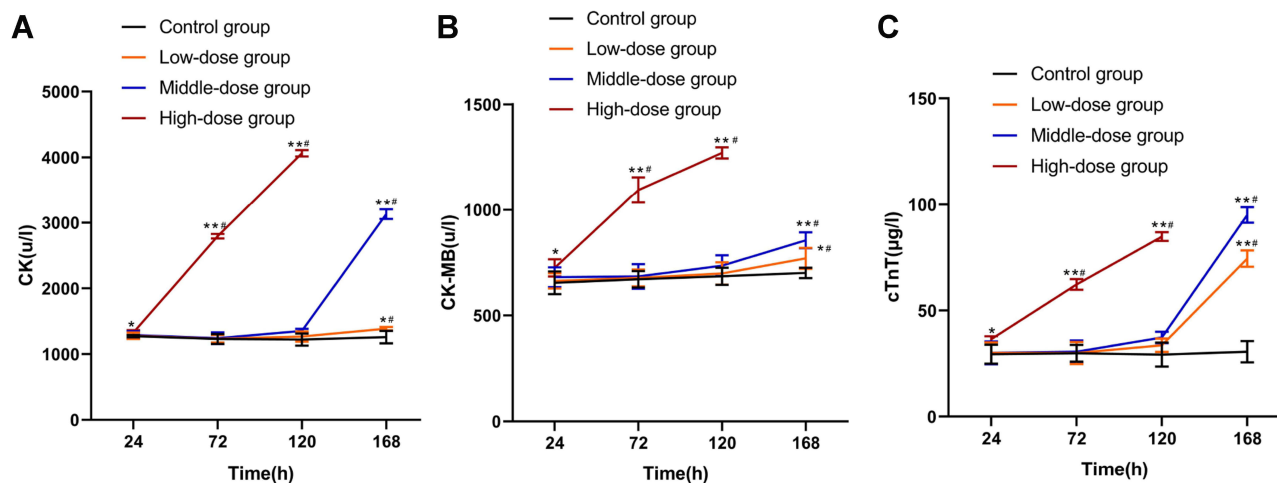 A
Control group
Low-dose group
Middle-dose group
High-dose group
CK(u/l)
5000
4000
3000
2000
1000
0
*
**#
**#
**#
*#
24 72 120 168
Time(h)
B
Control group
Low-dose group
Middle-dose group
High-dose group
CK-MB(u/l)
1500
1000
500
0
*
**#
**#
**#
*#
24 72 120 168
Time(h)
C
Control group
Low-dose group
Middle-dose group
High-dose group
cTnT(μg/l)
150
100
50
0
*
**#
**#
**#
**#
24 72 120 168
Time(h)